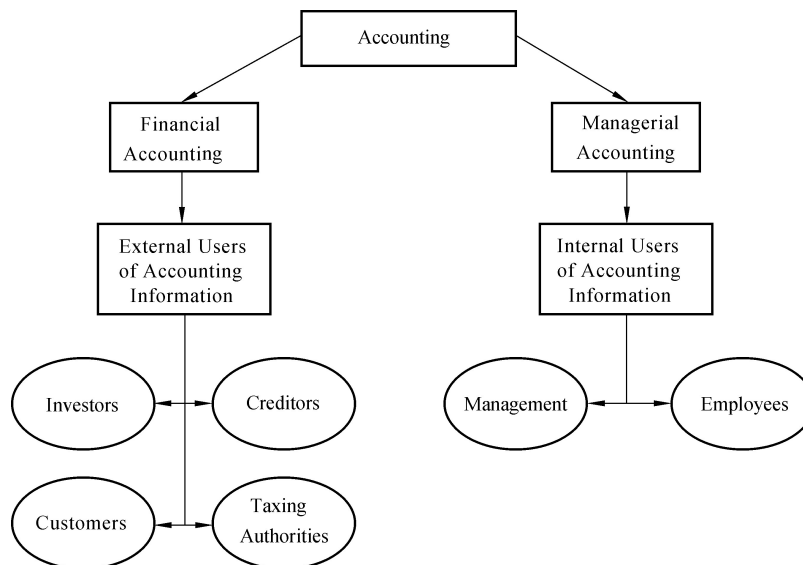 Accounting
Financial
Accounting
Managerial
Accounting
External Users
of Accounting
Information
Internal Users
of Accounting
Information
Investors
Creditors
Management
Employees
Customers
Taxing
Authorities